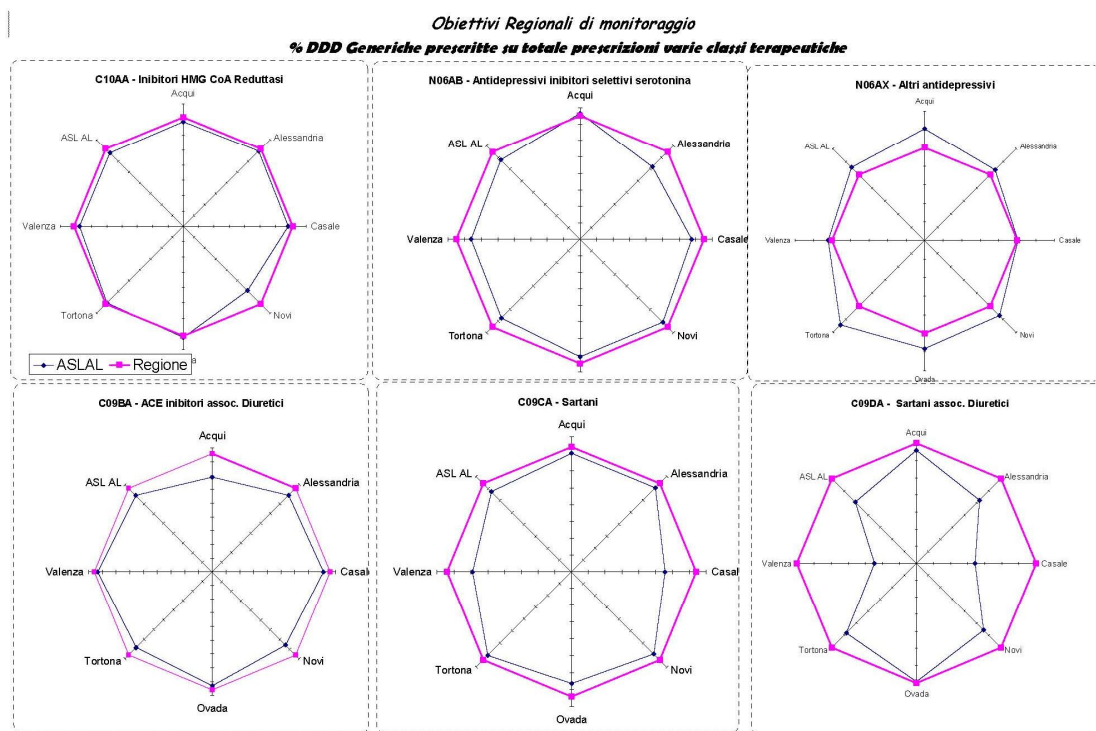 Obiettivi Regionali di monitoraggio
% DDD Generiche prescritte su totale prescrizioni varie classi terapeutiche
C10AA - Inibitori HMG CoA Reduttasi
Acqui
Alessandria
Casale
Novi
a
Tortona
Valenza
ASL AL
ASLAL
Regione
N06AB - Antidepressivi inibitori selettivi serotonina
Acqui
Alessandria
Casale
Novi
Tortona
Valenza
ASL AL
N06AX - Altri antidepressivi
Acqui
Alessandria
Casale
Novi
Ovada
Tortona
Valenza
ASL AL
C09BA - ACE inibitori assoc. Diuretici
Acqui
Alessandria
Casal
Novi
Ovada
Tortona
Valenza
ASL AL
C09CA - Sartani
Acqui
Alessandria
Casal
Novi
Ovada
Tortona
Valenza
ASL AL
C09DA - Sartani assoc. Diuretici
Acqui
Alessandria
Casale
Novi
Ovada
Tortona
Valenza
ASL AL